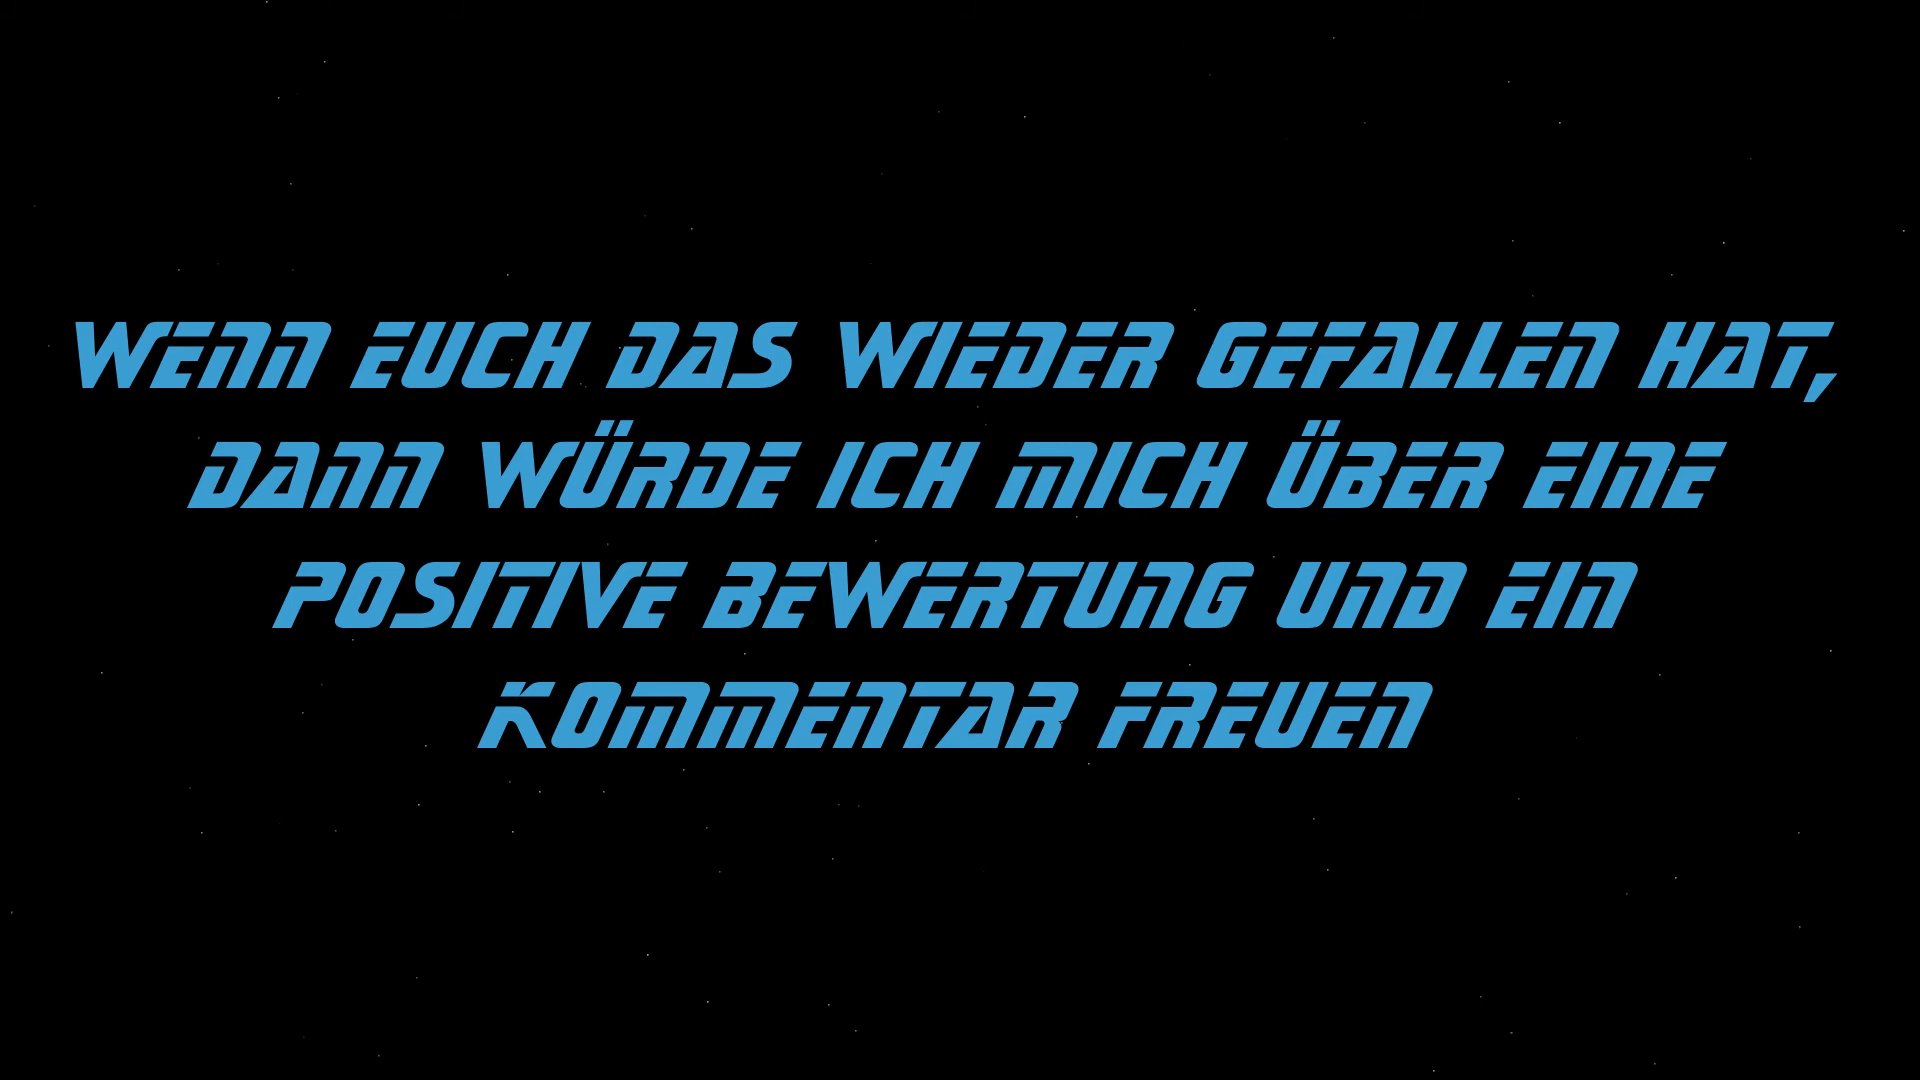 WENN EUCH DAS WIEDER GEFALLEN HAT,
DANN WÜRDE ICH MICH ÜBER EINE
POSITIVE BEWERTUNG UND EIN
KOMMENTAR FREUEN